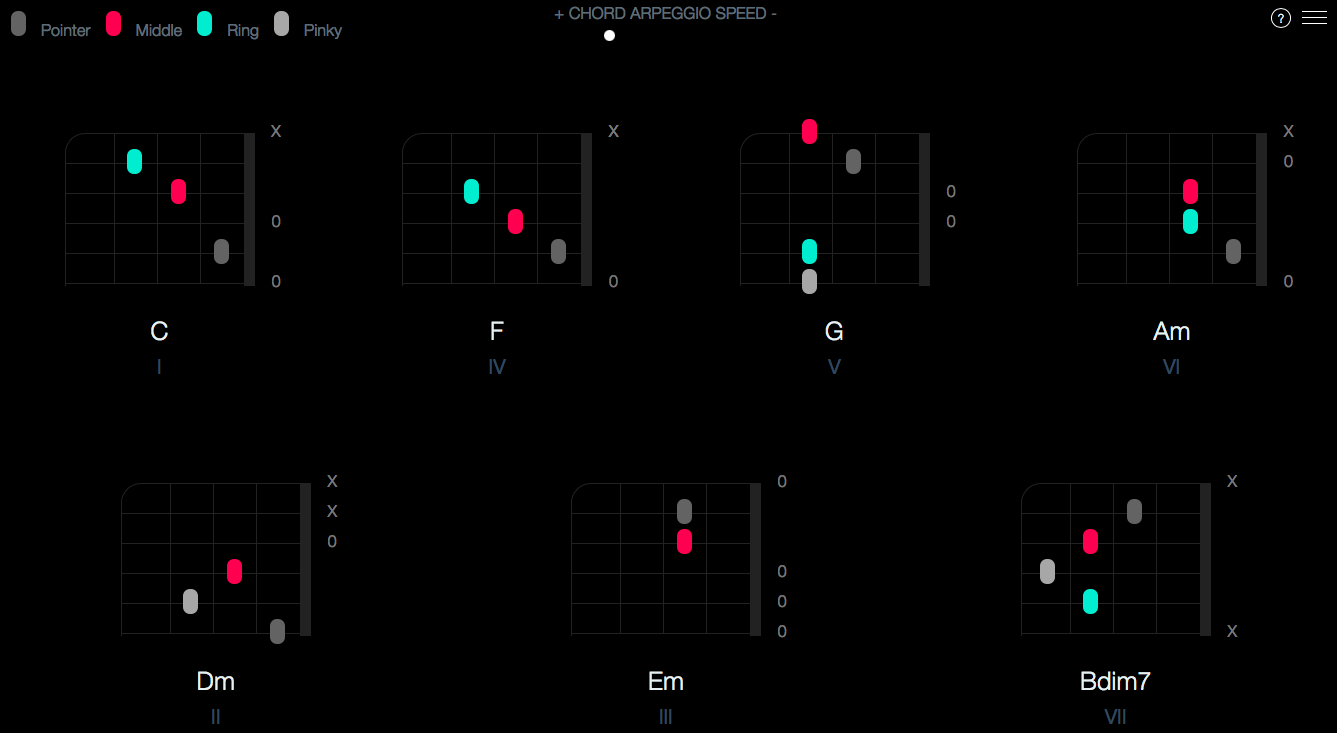 Pointer Middle Ring Pinky
+ CHORD ARPEGGIO SPEED -
?
X
0
0
C
I
X
0
F
IV
0
0
G
V
X
0
0
Am
VI
X
X
0
Dm
II
0
0
0
0
Em
III
X
X
Bdim7
VII